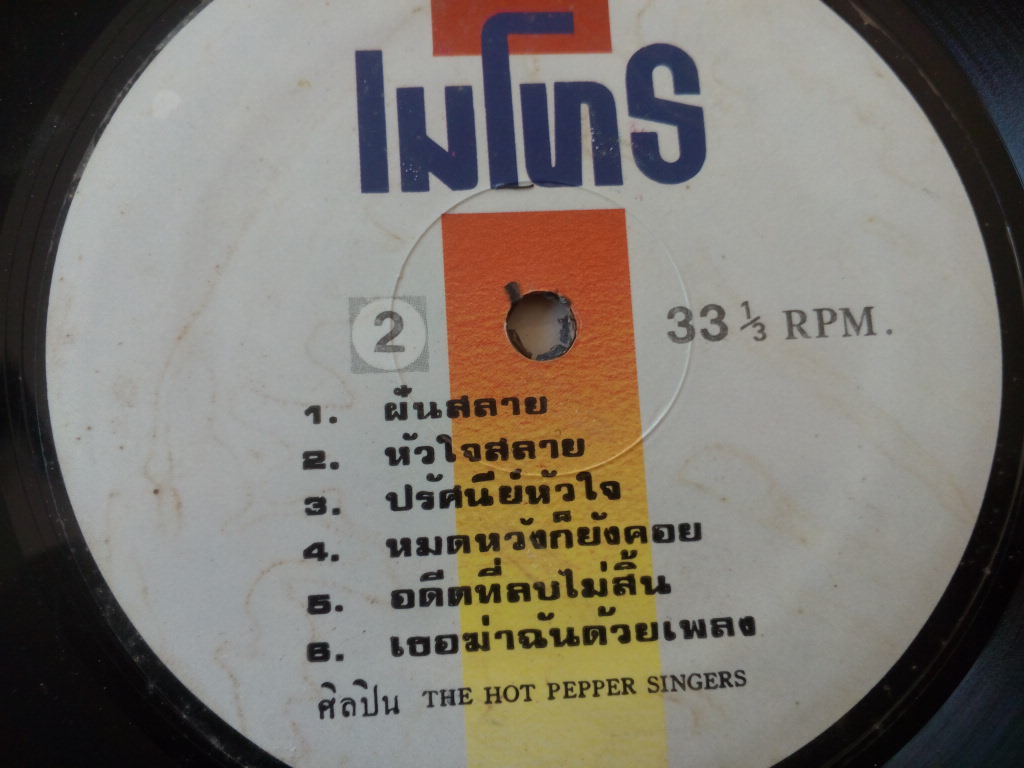 เมโทร
2
33 1/3 RPM.
1. ฝันสลาย
2. หัวใจสลาย
3. ปรัศนีย์หัวใจ
4. หมดหวังก็ยังคอย
5. อดีตที่ลบไม่สิ้น
6. เธอฆ่าฉันด้วยเพลง
ศิลปิน THE HOT PEPPER SINGERS